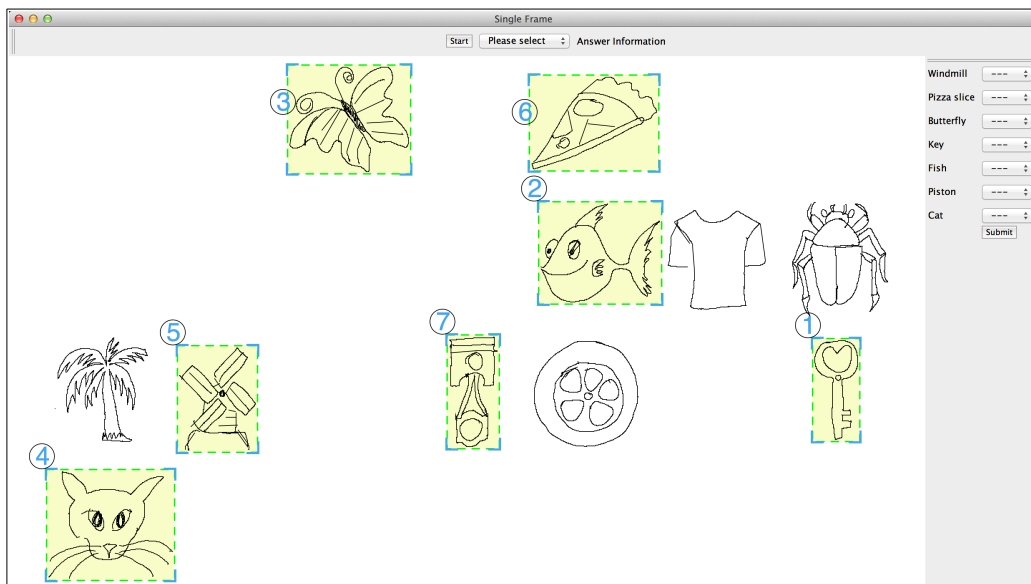 Single Frame
Start Please select Answer Information
Windmill ---
Pizza slice ---
Butterfly ---
Key ---
Fish ---
Piston ---
Cat ---
Submit
3
6
2
5
7
1
4